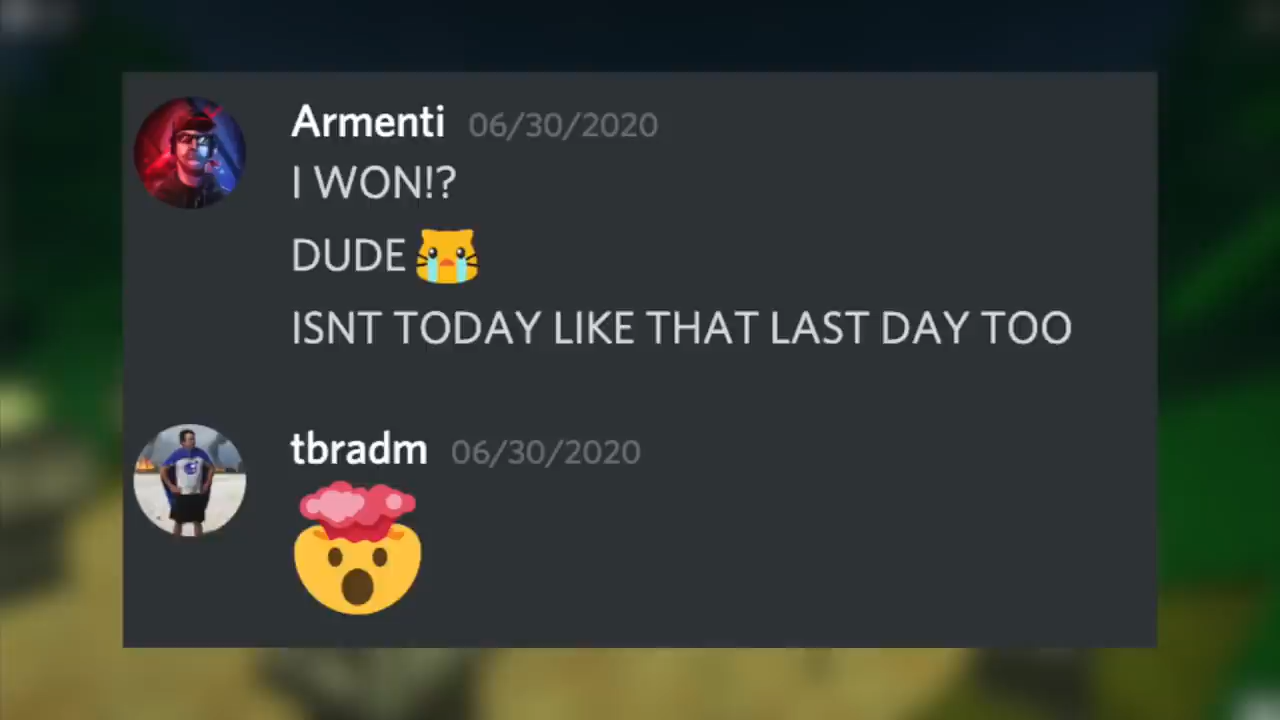 Armenti 06/30/2020
I WON!?
DUDE 😿
ISNT TODAY LIKE THAT LAST DAY TOO
tbradm 06/30/2020
🤯